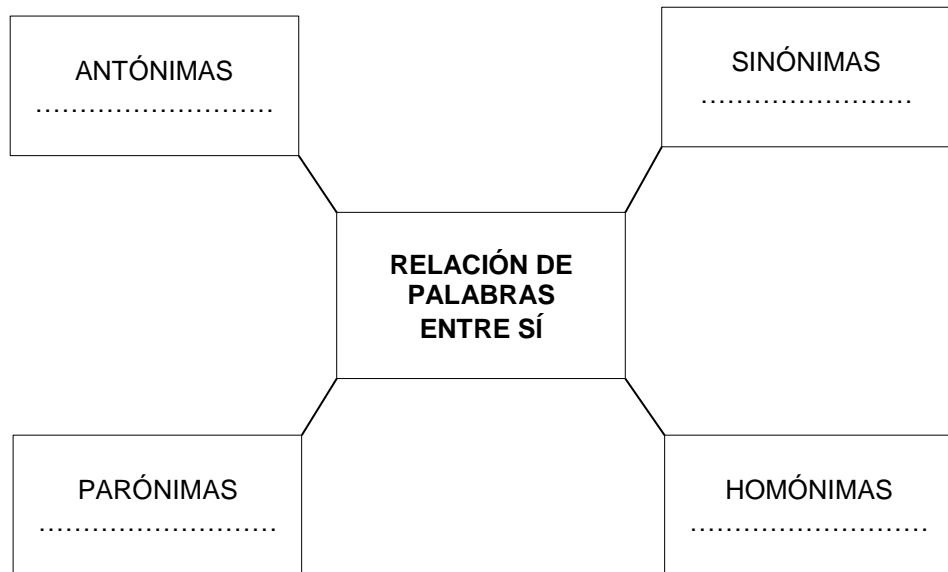 ANTÓNIMAS
...........................
SINÓNIMAS
........................
RELACIÓN DE
PALABRAS
ENTRE SÍ
PARÓNIMAS
...........................
HOMÓNIMAS
...........................